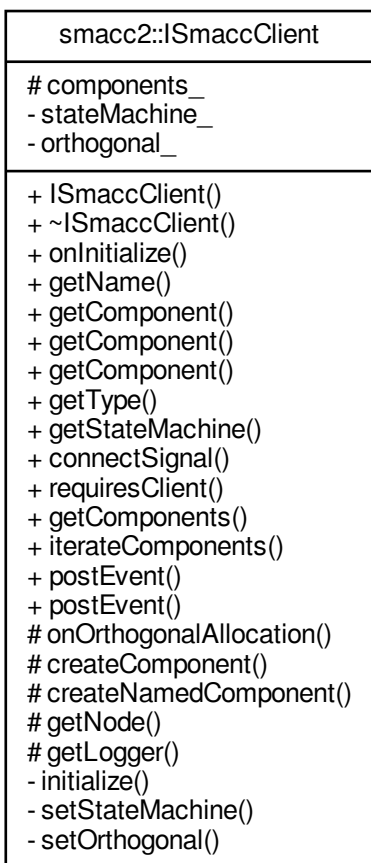 smacc2::ISmaccClient
# components_
- stateMachine_
- orthogonal_
+ ISmaccClient()
+ ~ISmaccClient()
+ onInitialize()
+ getName()
+ getComponent()
+ getComponent()
+ getComponent()
+ getType()
+ getStateMachine()
+ connectSignal()
+ requiresClient()
+ getComponents()
+ iterateComponents()
+ postEvent()
+ postEvent()
# onOrthogonalAllocation()
# createComponent()
# createNamedComponent()
# getNode()
# getLogger()
- initialize()
- setStateMachine()
- setOrthogonal()